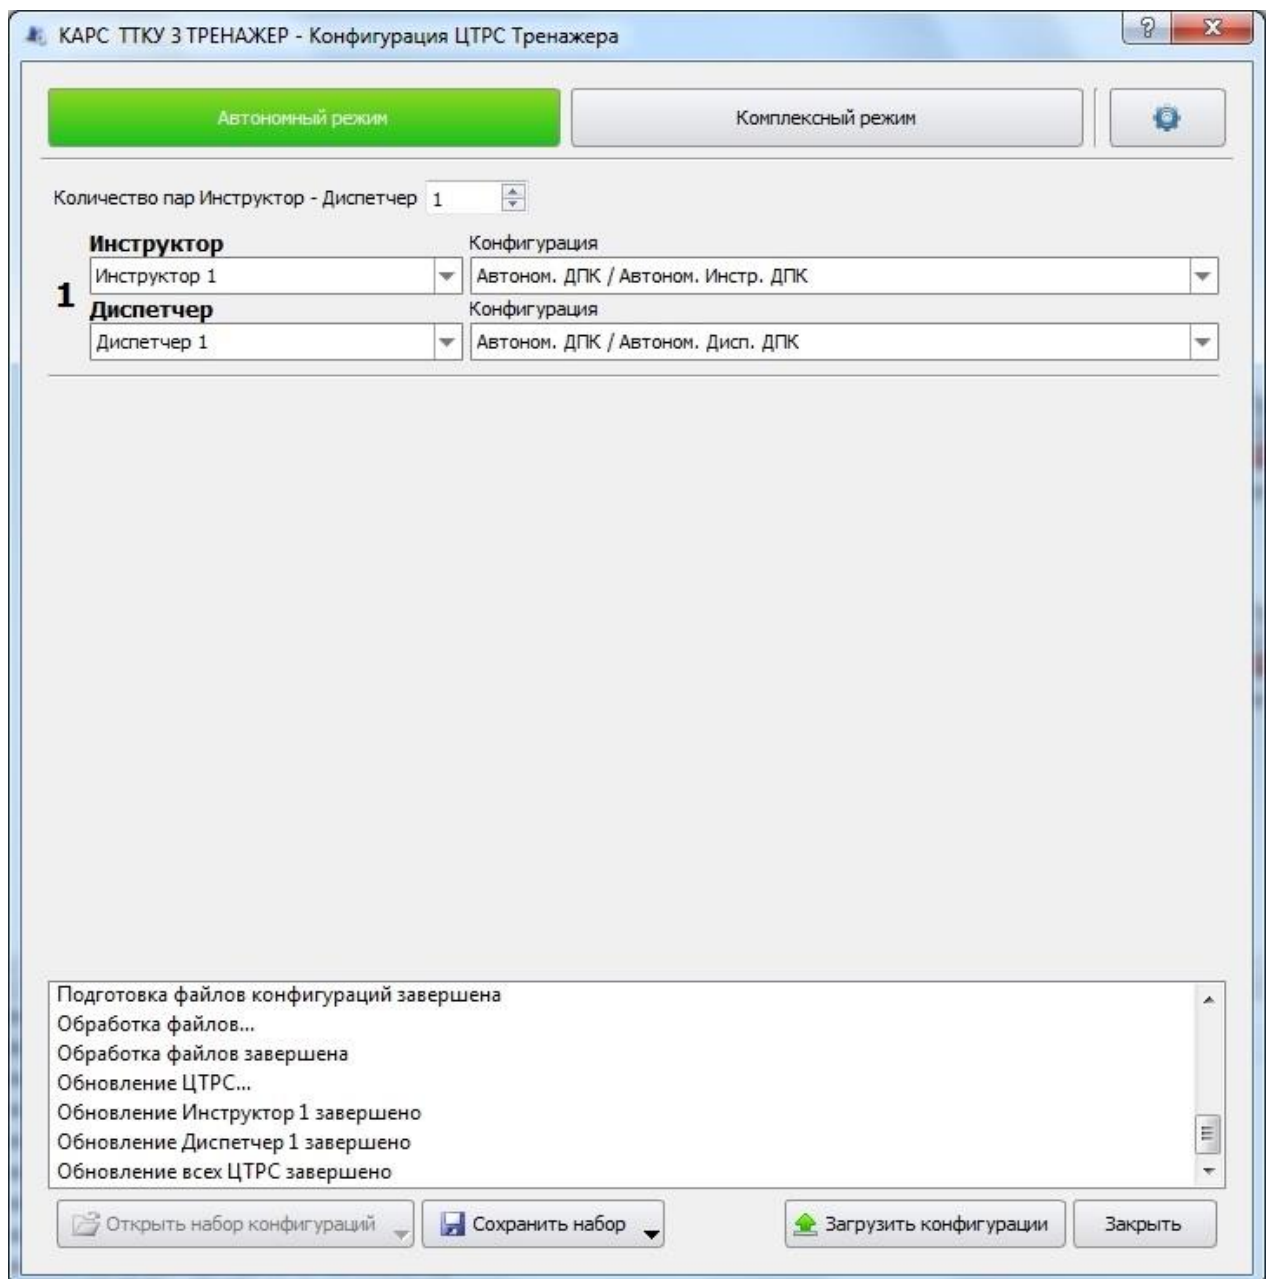 КАРС ТТКУ 3 ТРЕНАЖЕР - Конфигурация ЦТРС Тренажера
Автономный режим
Комплексный режим
Количество пар Инструктор - Диспетчер 1
Инструктор Конфигурация
Инструктор 1 Автоном. ДПК / Автоном. Инстр. ДПК
1
Диспетчер Конфигурация
Диспетчер 1 Автоном. ДПК / Автоном. Дисп. ДПК
Подготовка файлов конфигураций завершена
Обработка файлов...
Обработка файлов завершена
Обновление ЦТРС...
Обновление Инструктор 1 завершено
Обновление Диспетчер 1 завершено
Обновление всех ЦТРС завершено
Открыть набор конфигураций
Сохранить набор
Загрузить конфигурации
Закрыть